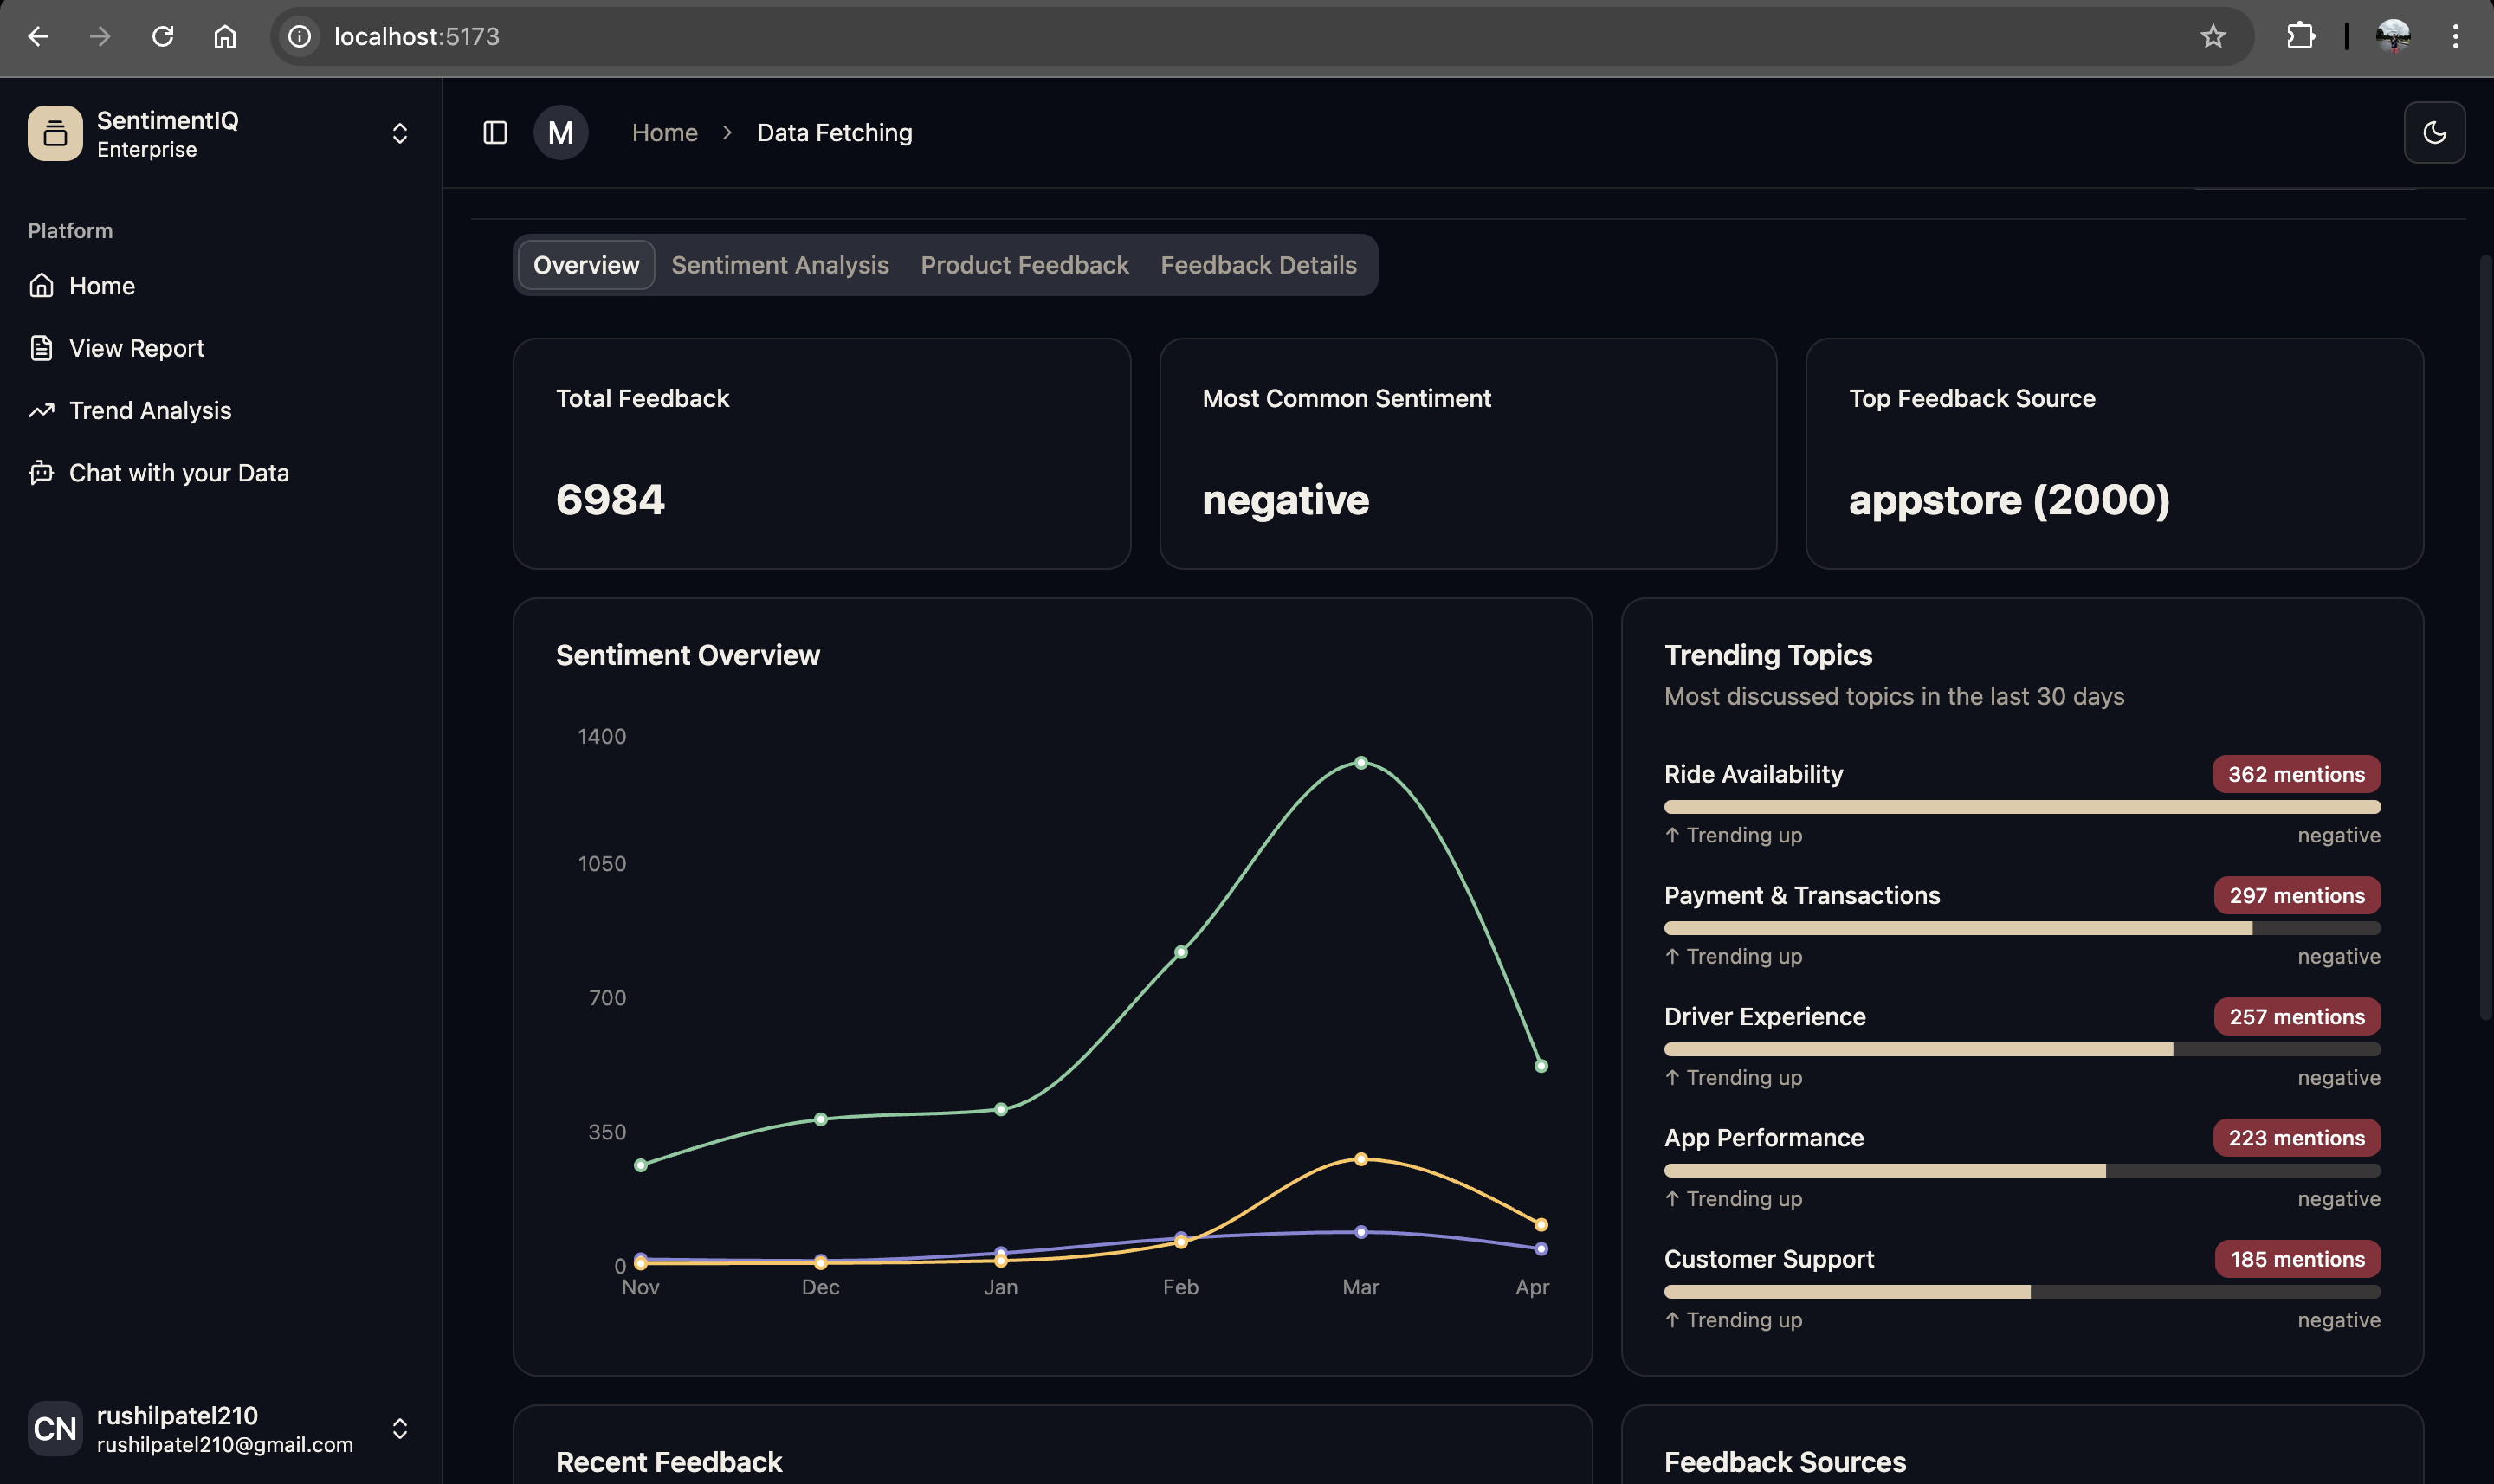 localhost:5173
SentimentIQ
Enterprise
Platform
Home
View Report
Trend Analysis
Chat with your Data
CN
rushilpatel210
rushilpatel210@gmail.com
M
Home
Data Fetching
Overview
Sentiment Analysis
Product Feedback
Feedback Details
Total Feedback
6984
Most Common Sentiment
negative
Top Feedback Source
appstore (2000)
Sentiment Overview
1400
1050
700
350
0
Nov
Dec
Jan
Feb
Mar
Apr
Trending Topics
Most discussed topics in the last 30 days
Ride Availability
362 mentions
↑ Trending up
negative
Payment & Transactions
297 mentions
↑ Trending up
negative
Driver Experience
257 mentions
↑ Trending up
negative
App Performance
223 mentions
↑ Trending up
negative
Customer Support
185 mentions
↑ Trending up
negative
Recent Feedback
Feedback Sources